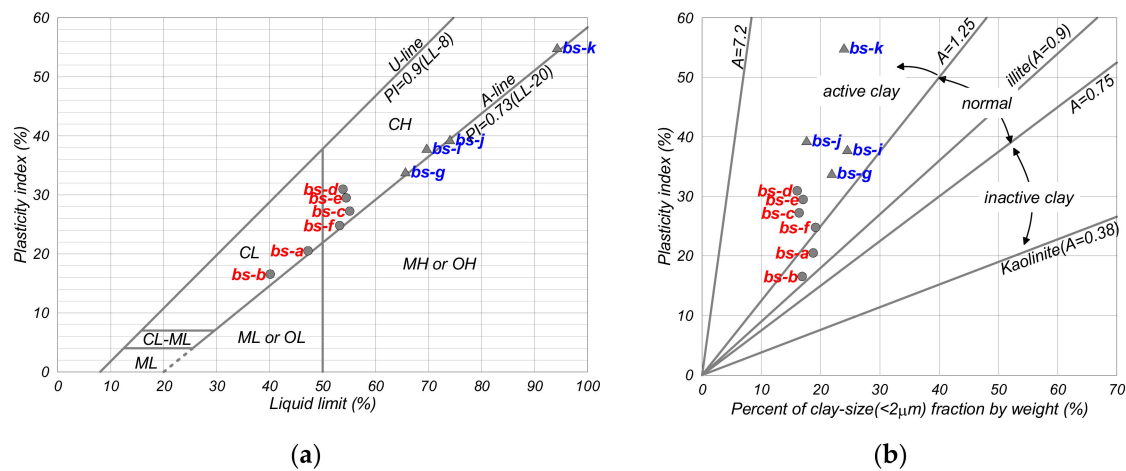 60
50
40
30
20
10
0
0 10 20 30 40 50 60 70 80 90 100
Plasticity index (%)
Liquid limit (%)
U-line
PI=0.9(LL-8)
A-line
PI=0.73(LL-20)
CH
CL
MH or OH
ML or OL
CL-ML
ML
bs-k
bs-j
bs-i
bs-g
bs-d
bs-e
bs-c
bs-f
bs-a
bs-b
(a)
60
50
40
30
20
10
0
0 10 20 30 40 50 60 70
Plasticity index (%)
Percent of clay-size(<2μm) fraction by weight (%)
A=7.2
A=1.25
illite(A=0.9)
A=0.75
Kaolinite(A=0.38)
active clay
normal
inactive clay
bs-k
bs-j
bs-i
bs-g
bs-d
bs-e
bs-c
bs-f
bs-a
bs-b
(b)